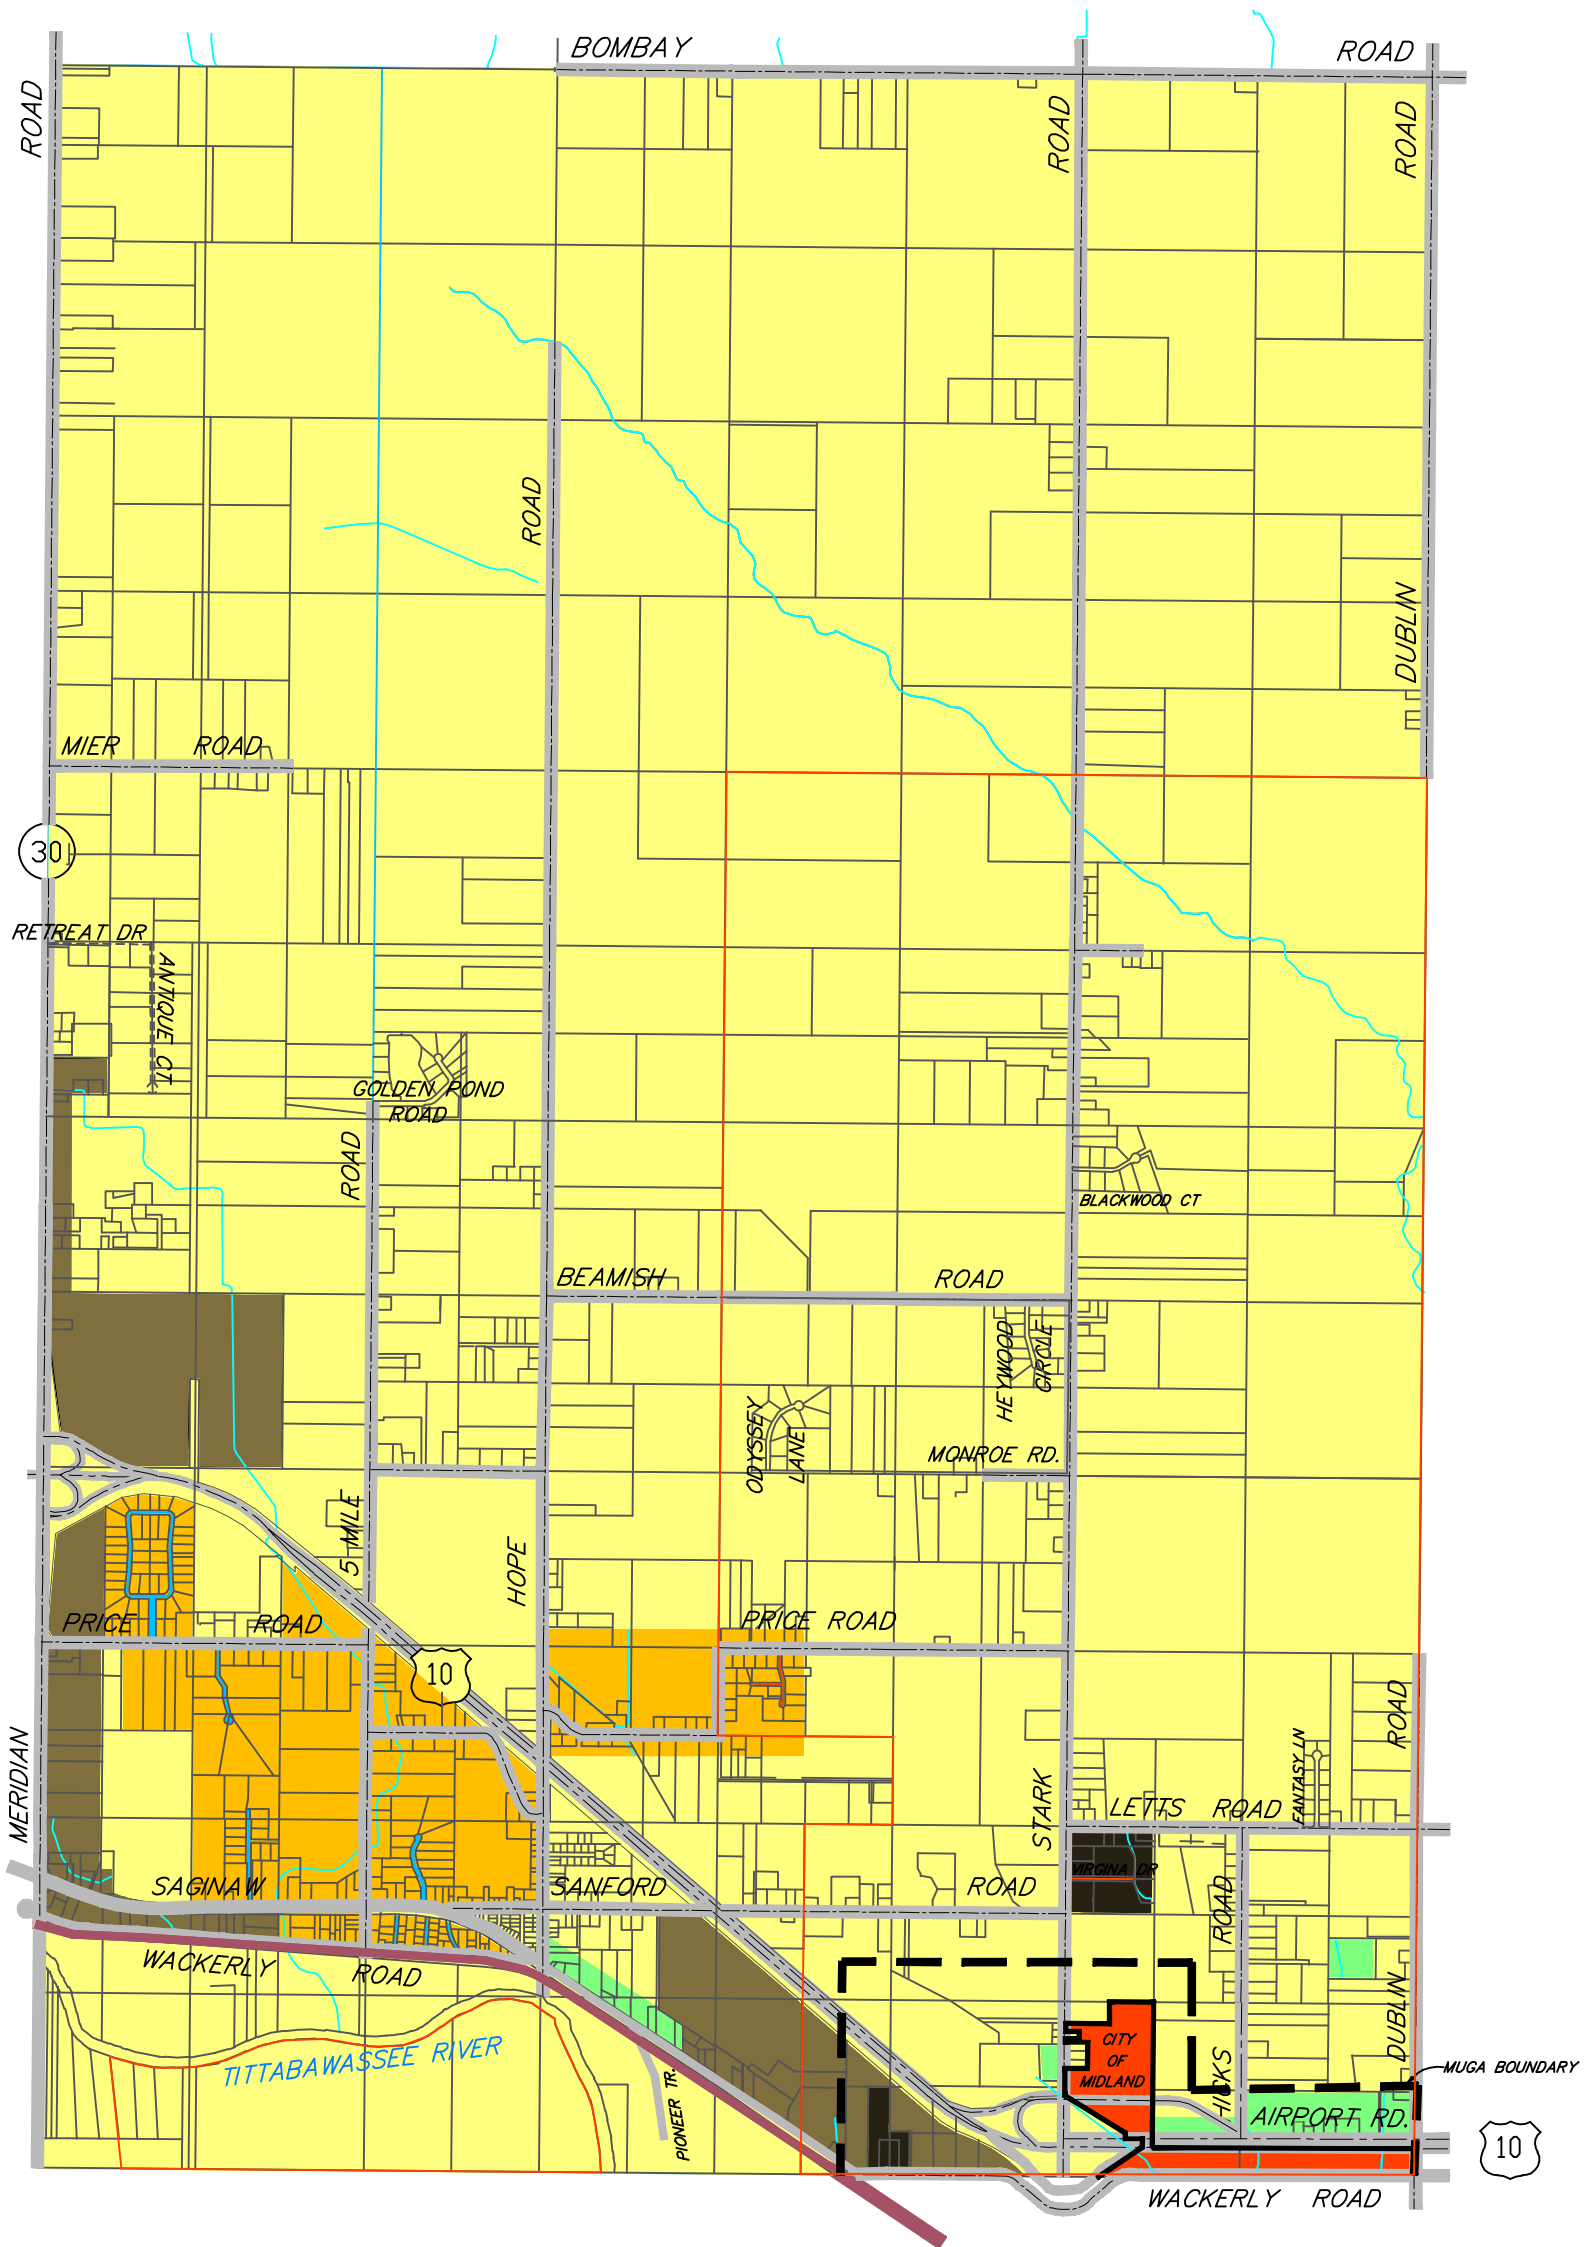 BOMBAY ROAD
ROAD
ROAD
ROAD
ROAD
DUBLIN
MIER ROAD
30
RETREAT DR
ANTIQUE CT
GOLDEN POND
ROAD
ROAD
BLACKWOOD CT
BEAMISH ROAD
HEYWOOD
CIRCLE
ODYSSEY
LANE
MONROE RD.
5 MILE
HOPE
PRICE ROAD
PRICE ROAD
10
MERIDIAN
STARK
ROAD
FANTASY LN
LETTS ROAD
VIRGINA DR
SAGINAW
SANFORD ROAD
ROAD
WACKERLY ROAD
TITTABAWASSEE RIVER
PIONEER TR.
CITY
OF
MIDLAND
HICKS
DUBLIN
MUGA BOUNDARY
AIRPORT RD.
10
WACKERLY ROAD